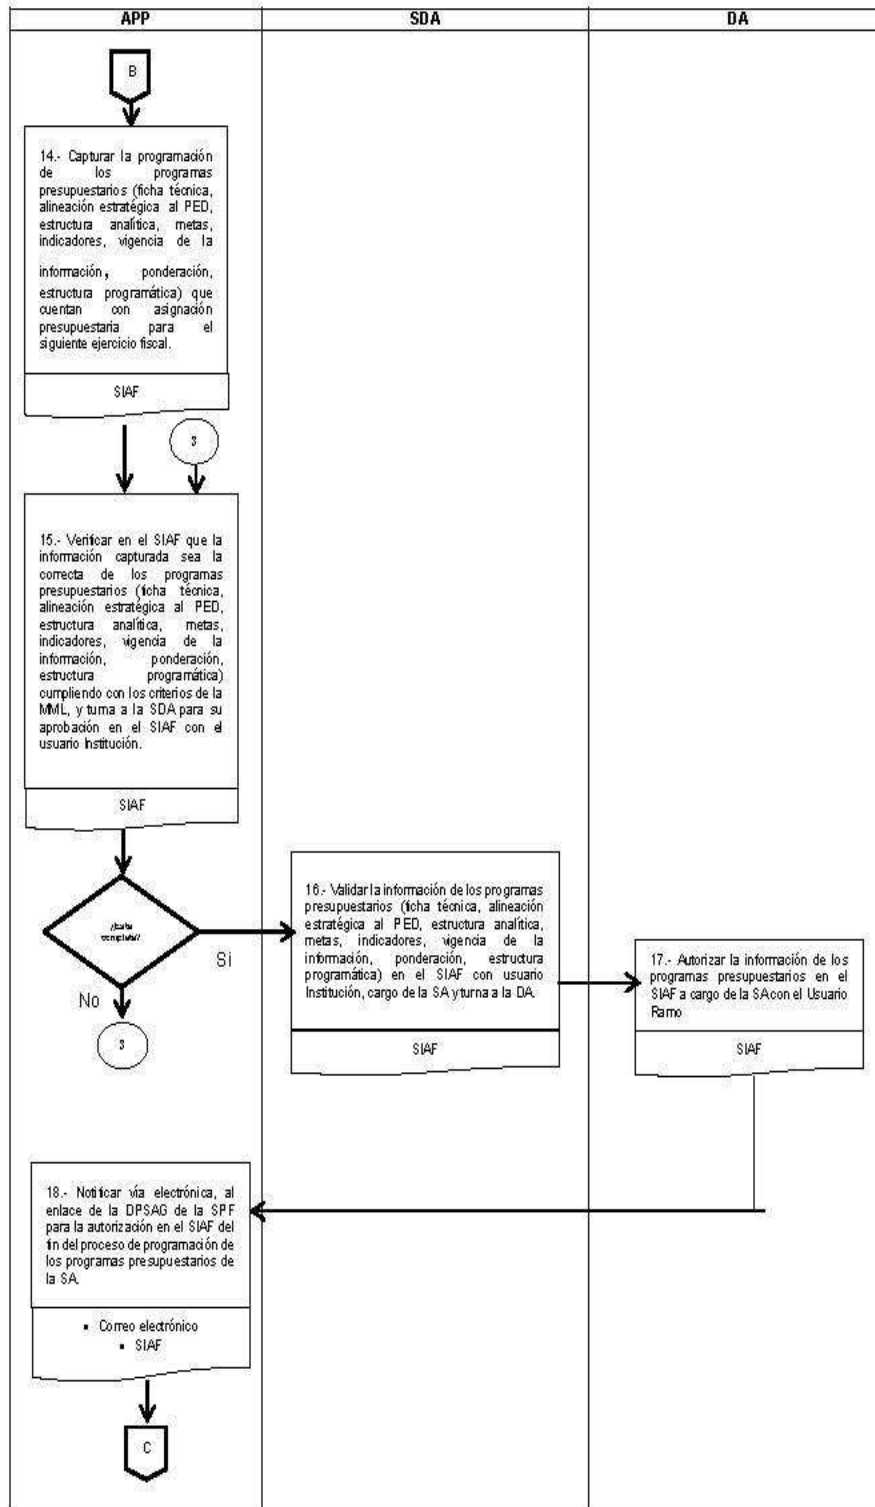 APP
SDA
DA
B
14.- Capturar la programación
de los programas
presupuestarios (ficha técnica,
alineación estratégica al PED,
estructura analítica, metas,
indicadores, vigencia de la
información, ponderación,
estructura programática) que
cuentan con asignación
presupuestaria para el
siguiente ejercicio fiscal.
SIAF
3
15.- Verificar en el SIAF que la
información capturada sea la
correcta de los programas
presupuestarios (ficha técnica,
alineación estratégica al PED,
estructura analítica, metas,
indicadores, vigencia de la
información, ponderación,
estructura programática)
cumpliendo con los criterios de la
MML, y turna a la SDA para su
aprobación en el SIAF con el
usuario Institución.
SIAF
completa?
Si
No
3
16.- Validar la información de los programas
presupuestarios (ficha técnica, alineación
estratégica al PED, estructura analítica,
metas, indicadores, vigencia de la
información, ponderación, estructura
programática) en el SIAF con usuario
Institución, cargo de la SA y turna a la DA.
SIAF
17.- Autorizar la información de los
programas presupuestarios en el
SIAF a cargo de la SA con el Usuario
Ramo
SIAF
18.- Notificar vía electrónica, al
enlace de la DPSAG de la SPF
para la autorización en el SIAF del
fin del proceso de programación de
los programas presupuestarios de
la SA.
• Correo electrónico
• SIAF
C